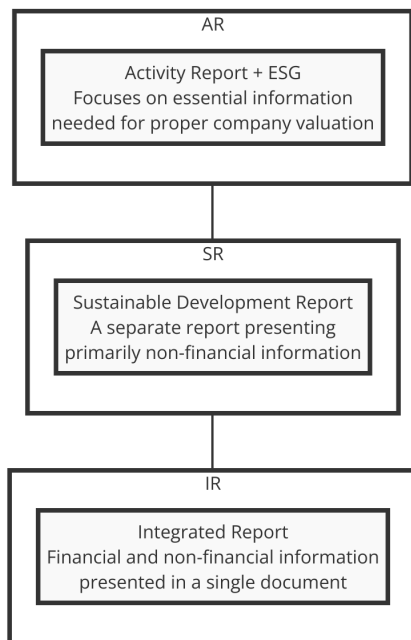 AR
Activity Report + ESG
Focuses on essential information
needed for proper company valuation
SR
Sustainable Development Report
A separate report presenting
primarily non-financial information
IR
Integrated Report
Financial and non-financial information
presented in a single document